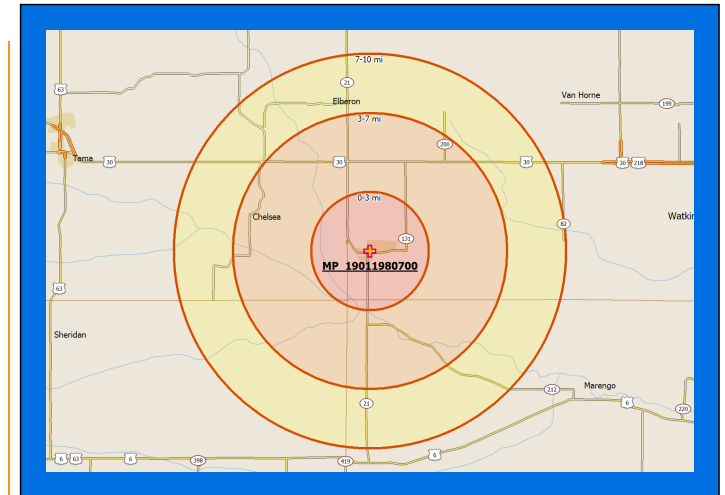 7-10 mi
21
63
Van Horne
Elberon
199
3-7 mi
200
Tama
30
30
30
30 218
0-3 mi
Chelsea
Watkin
82
131
MP_19011980700
63
Sheridan
Marengo
212
21
6
220
6
6 63
6
398
419